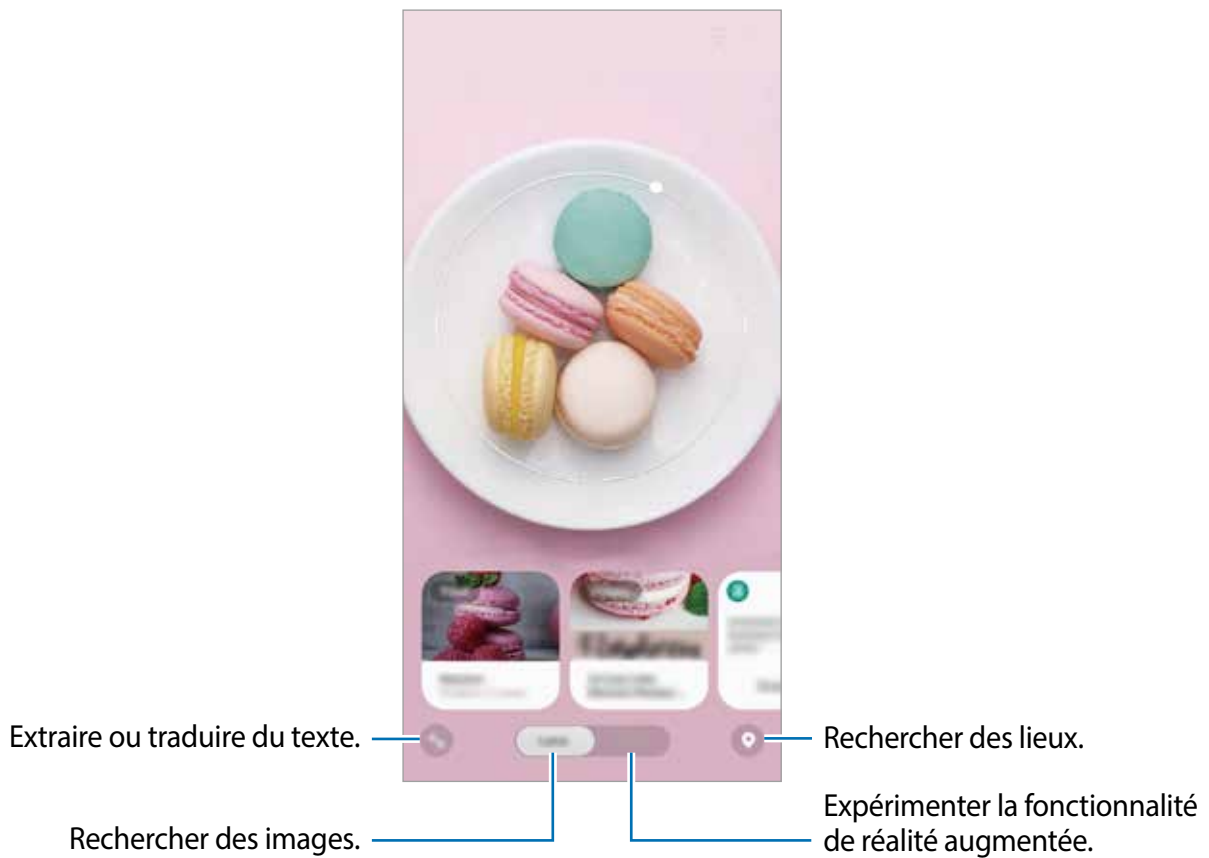 Extraire ou traduire du texte.
Rechercher des lieux.
Rechercher des images.
Expérimenter la fonctionnalité
de réalité augmentée.